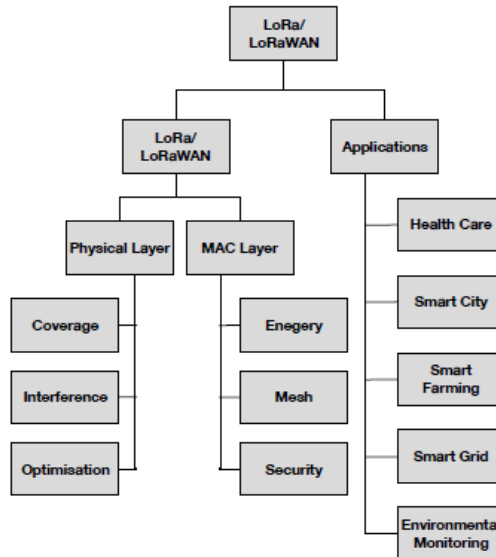 LoRa/
LoRaWAN
LoRa/
LoRaWAN
Applications
Physical Layer
MAC Layer
Health Care
Coverage
Enegery
Smart City
Interference
Mesh
Smart
Farming
Optimisation
Security
Smart Grid
Environmental
Monitoring